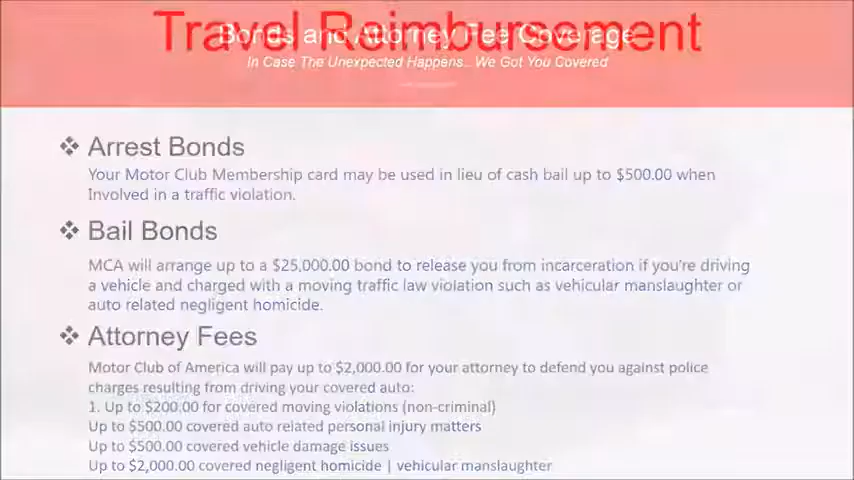 Travel Reimbursement
Bonds and Attorney Fee Coverage
In Case The Unexpected Happens.. We Got You Covered
❖ Arrest Bonds
Your Motor Club Membership card may be used in lieu of cash bail up to $500.00 when
Involved in a traffic violation.
❖ Bail Bonds
MCA will arrange up to a $25,000.00 bond to release you from incarceration if you're driving
a vehicle and charged with a moving traffic law violation such as vehicular manslaughter or
auto related negligent homicide.
❖ Attorney Fees
Motor Club of America will pay up to $2,000.00 for your attorney to defend you against police
charges resulting from driving your covered auto:
1. Up to $200.00 for covered moving violations (non-criminal)
Up to $500.00 covered auto related personal injury matters
Up to $500.00 covered vehicle damage issues
Up to $2,000.00 covered negligent homicide | vehicular manslaughter